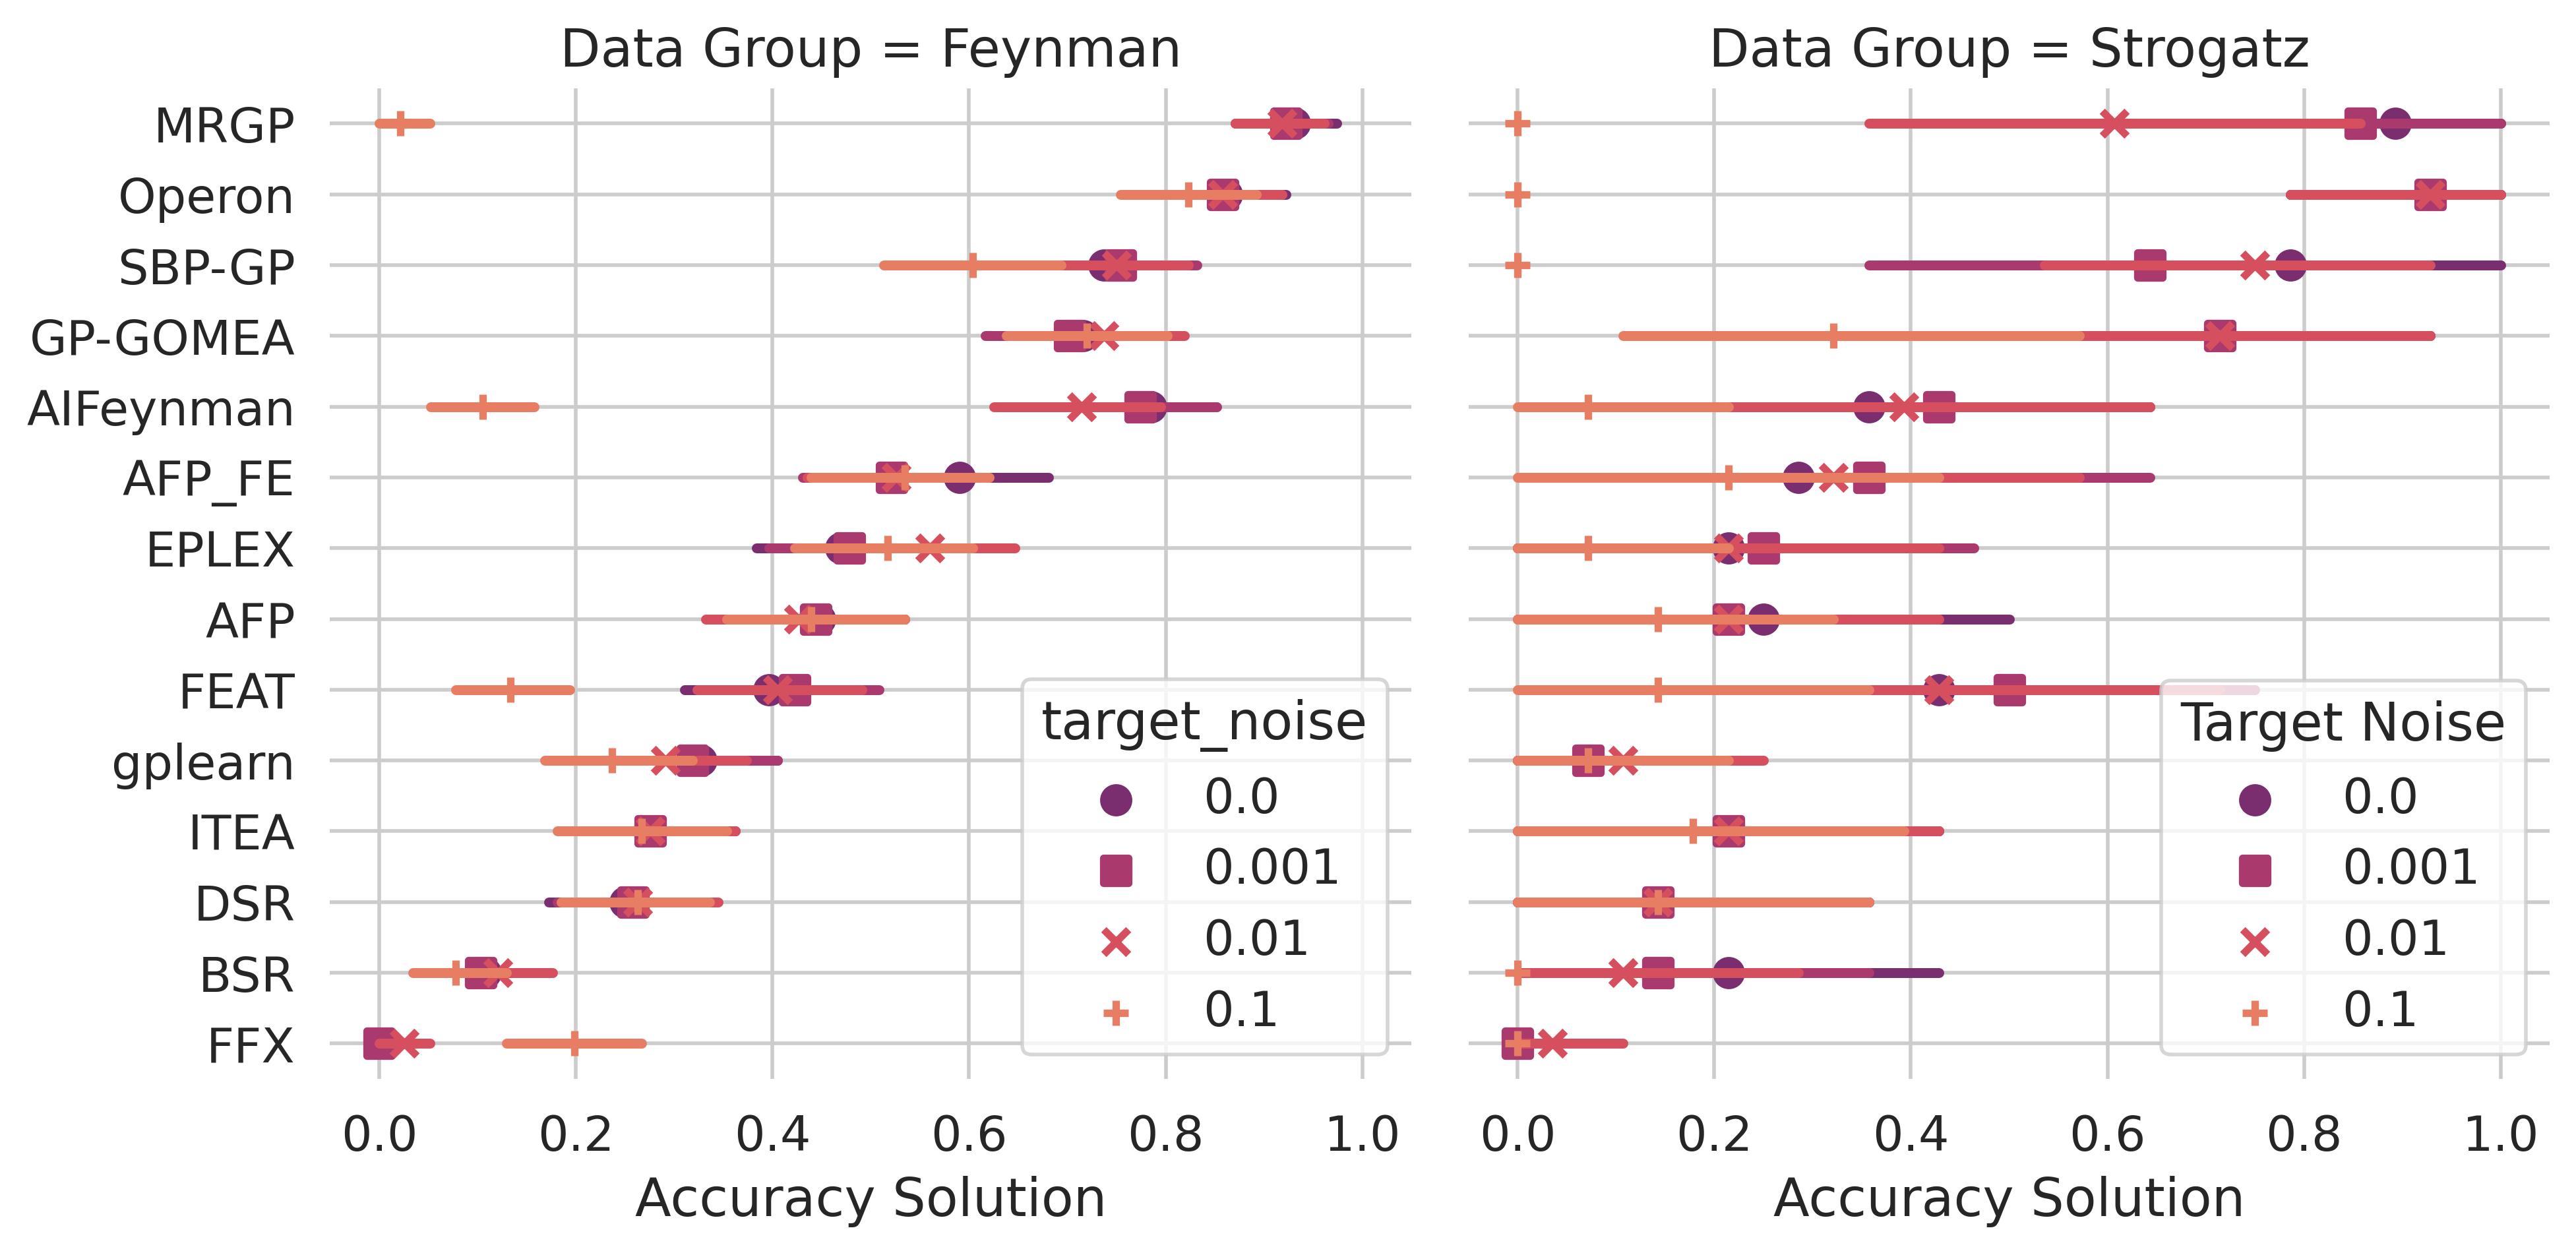 Data Group = Feynman
Data Group = Strogatz
MRGP
Operon
SBP-GP
GP-GOMEA
AIFeynman
AFP_FE
EPLEX
AFP
FEAT
gplearn
ITEA
DSR
BSR
FFX
target_noise
0.0
0.001
0.01
0.1
Target Noise
0.0
0.001
0.01
0.1
0.0 0.2 0.4 0.6 0.8 1.0
0.0 0.2 0.4 0.6 0.8 1.0
Accuracy Solution
Accuracy Solution